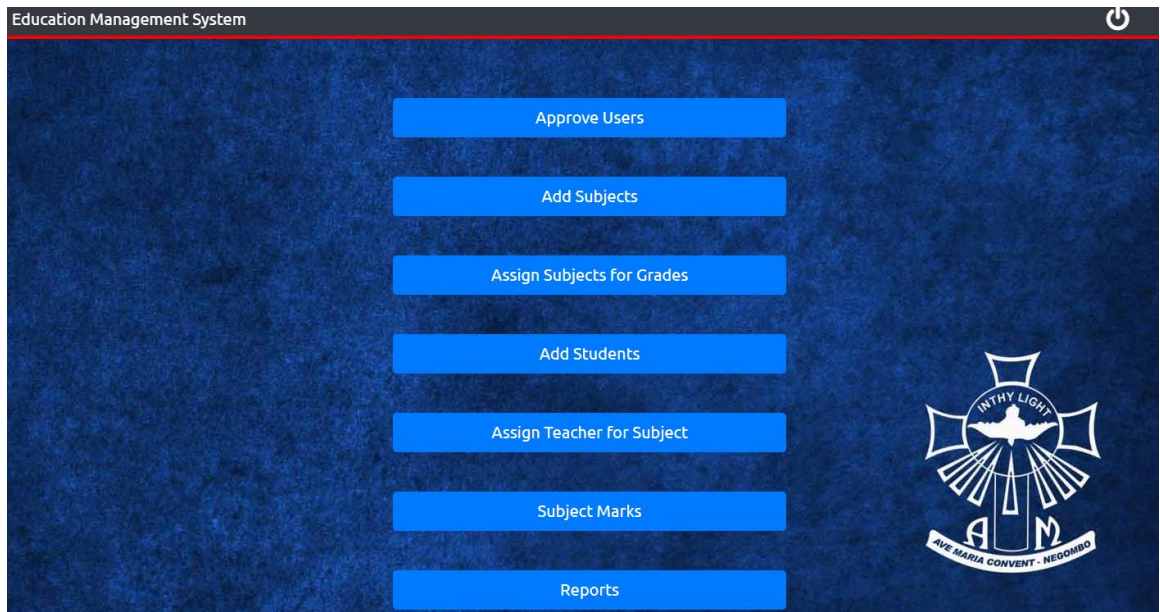 Education Management System
Approve Users
Add Subjects
Assign Subjects for Grades
Add Students
Assign Teacher for Subject
Subject Marks
Reports
INTHY LIGHT
A M
AVE MARIA CONVENT - NEGOMBO